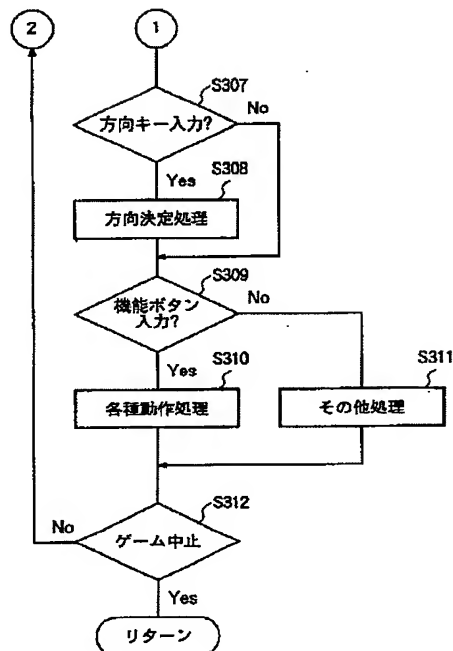 2
1
S307
方向キー入力?
No
Yes
S308
方向決定処理
S309
機能ボタン
入力?
No
Yes
S310
各種動作処理
S311
その他処理
S312
ゲーム中止
No
Yes
リターン